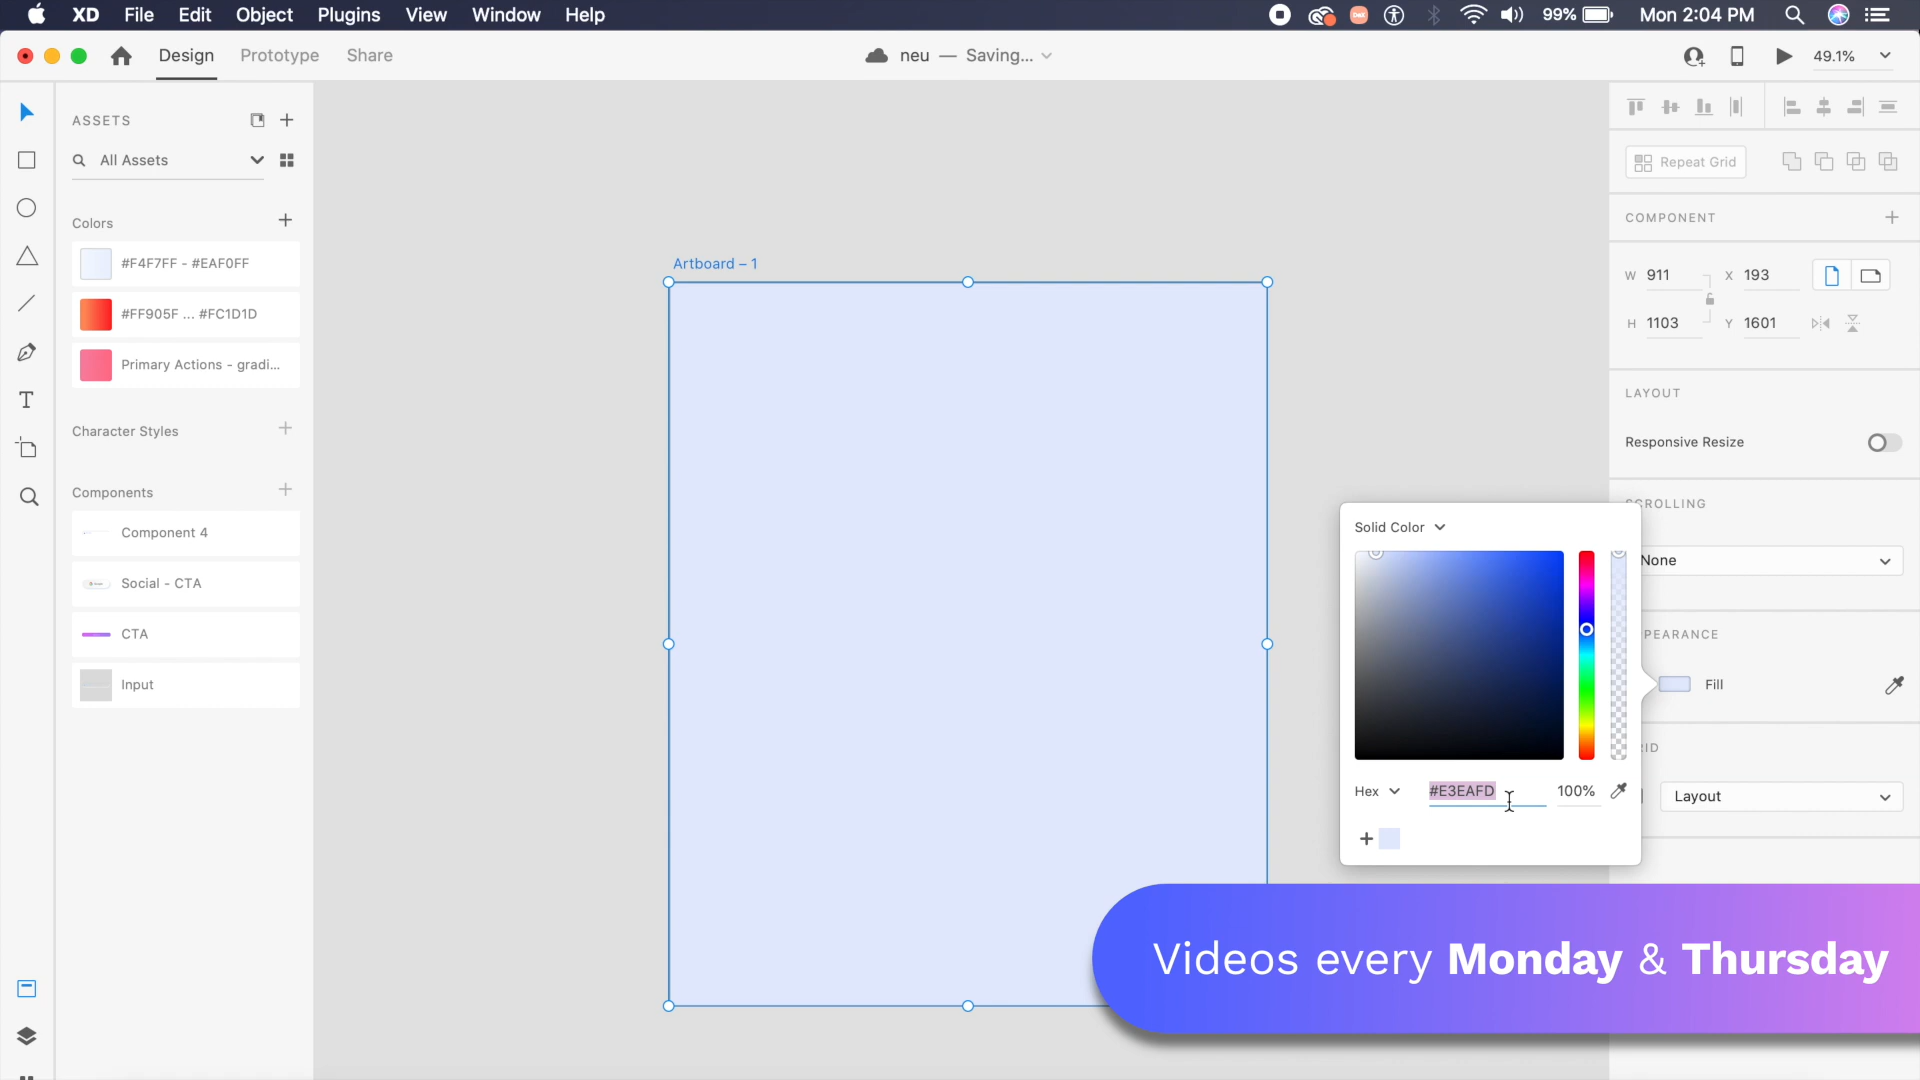 XD File Edit Object Plugins View Window Help 99% Mon 2:04 PM
Design Prototype Share neu — Saving... 49.1%
ASSETS
All Assets
Colors
#F4F7FF - #EAF0FF
#FF905F ... #FC1D1D
Primary Actions - gradi...
Character Styles
Components
Component 4
Social - CTA
CTA
Input
Artboard – 1
Repeat Grid
COMPONENT
W 911 X 193
H 1103 Y 1601
LAYOUT
Responsive Resize
SCROLLING
None
PEARANCE
Fill
ID
Layout
Solid Color
Hex #E3EAFD 100%
Videos every Monday & Thursday